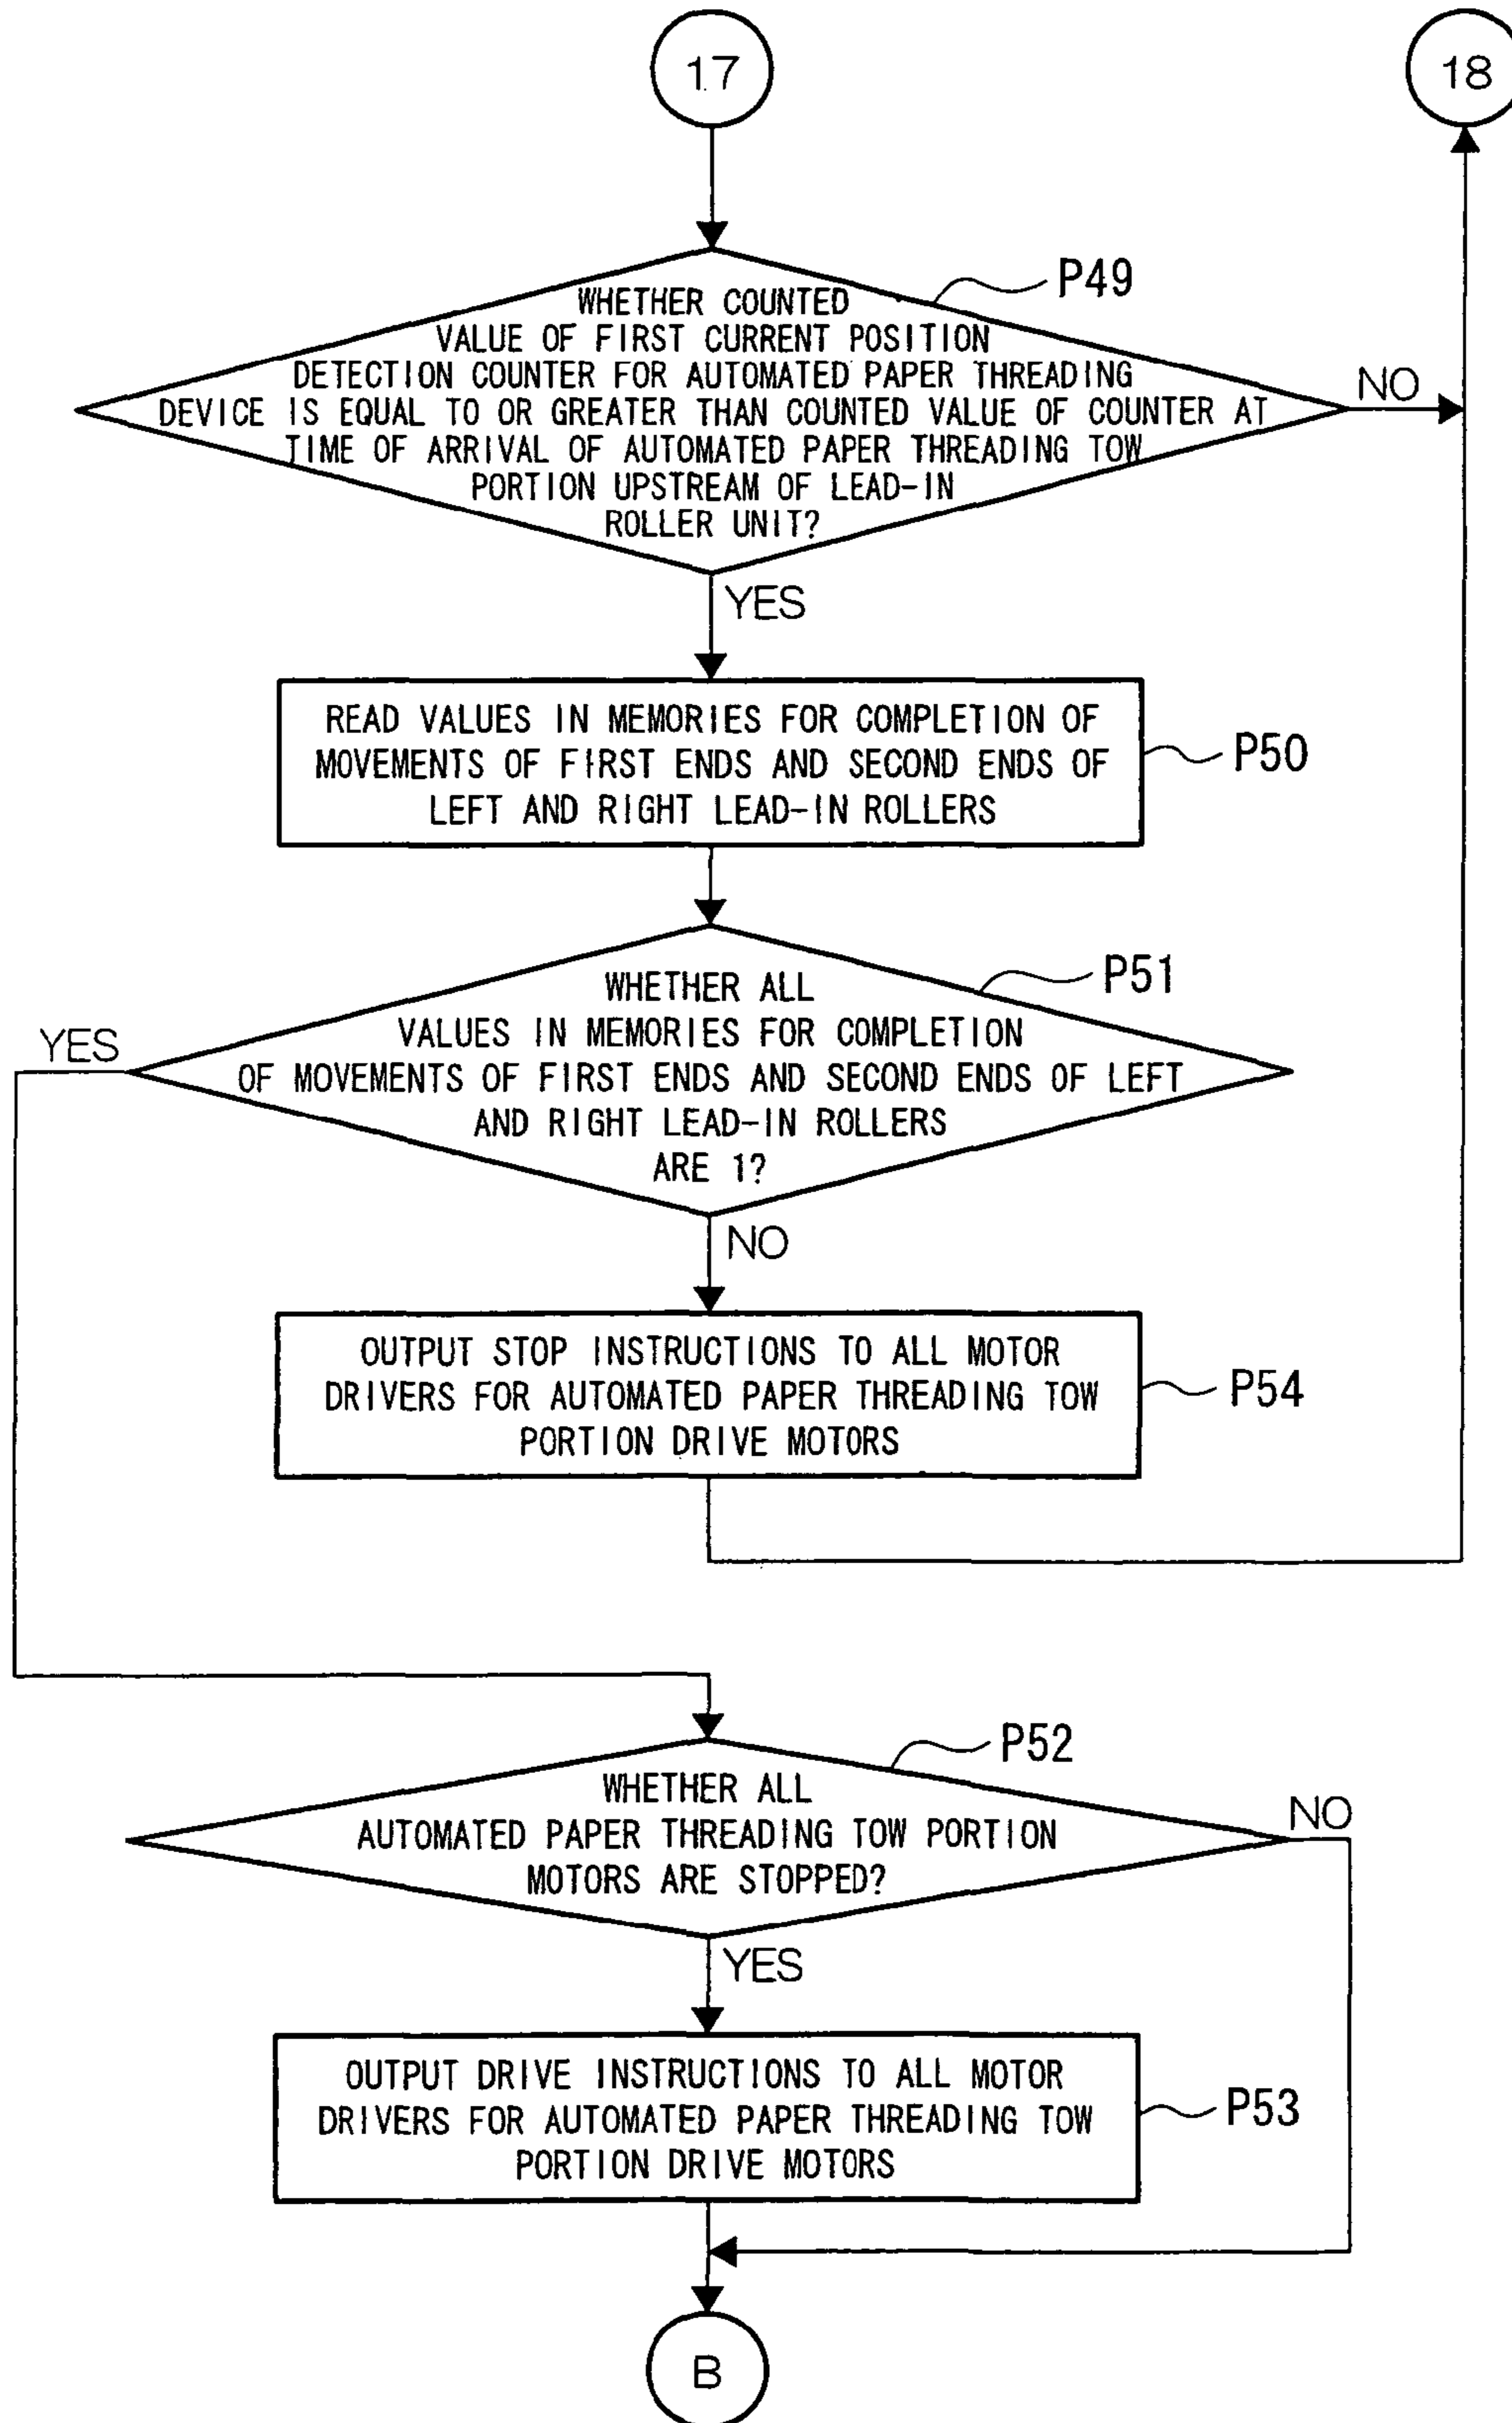 17
18
P49
WHETHER COUNTED
VALUE OF FIRST CURRENT POSITION
DETECTION COUNTER FOR AUTOMATED PAPER THREADING
DEVICE IS EQUAL TO OR GREATER THAN COUNTED VALUE OF COUNTER AT
TIME OF ARRIVAL OF AUTOMATED PAPER THREADING TOW
PORTION UPSTREAM OF LEAD-IN
ROLLER UNIT?
NO
YES
READ VALUES IN MEMORIES FOR COMPLETION OF
MOVEMENTS OF FIRST ENDS AND SECOND ENDS OF
LEFT AND RIGHT LEAD-IN ROLLERS
P50
P51
WHETHER ALL
VALUES IN MEMORIES FOR COMPLETION
OF MOVEMENTS OF FIRST ENDS AND SECOND ENDS OF LEFT
AND RIGHT LEAD-IN ROLLERS
ARE 1?
YES
NO
OUTPUT STOP INSTRUCTIONS TO ALL MOTOR
DRIVERS FOR AUTOMATED PAPER THREADING TOW
PORTION DRIVE MOTORS
P54
P52
WHETHER ALL
AUTOMATED PAPER THREADING TOW PORTION
MOTORS ARE STOPPED?
NO
YES
OUTPUT DRIVE INSTRUCTIONS TO ALL MOTOR
DRIVERS FOR AUTOMATED PAPER THREADING TOW
PORTION DRIVE MOTORS
P53
B